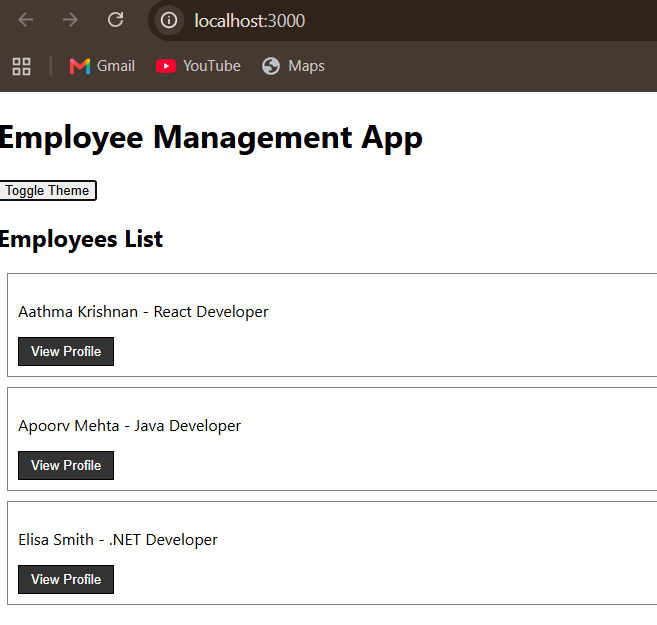 localhost:3000
Gmail YouTube Maps
Employee Management App
Toggle Theme
Employees List
Aathma Krishnan - React Developer
View Profile
Apoorv Mehta - Java Developer
View Profile
Elisa Smith - .NET Developer
View Profile